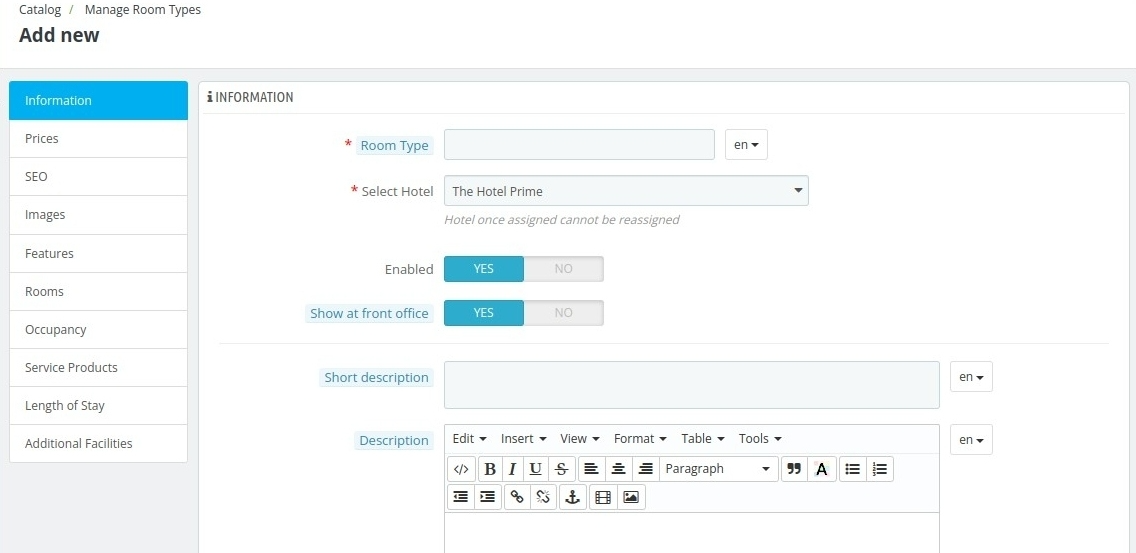 Catalog / Manage Room Types
Add new
Information
Prices
SEO
Images
Features
Rooms
Occupancy
Service Products
Length of Stay
Additional Facilities
INFORMATION
* Room Type en
* Select Hotel The Hotel Prime
Hotel once assigned cannot be reassigned
Enabled YES NO
Show at front office YES NO
Short description en
Description Edit Insert View Format Table Tools en
</> B I U S Paragraph A